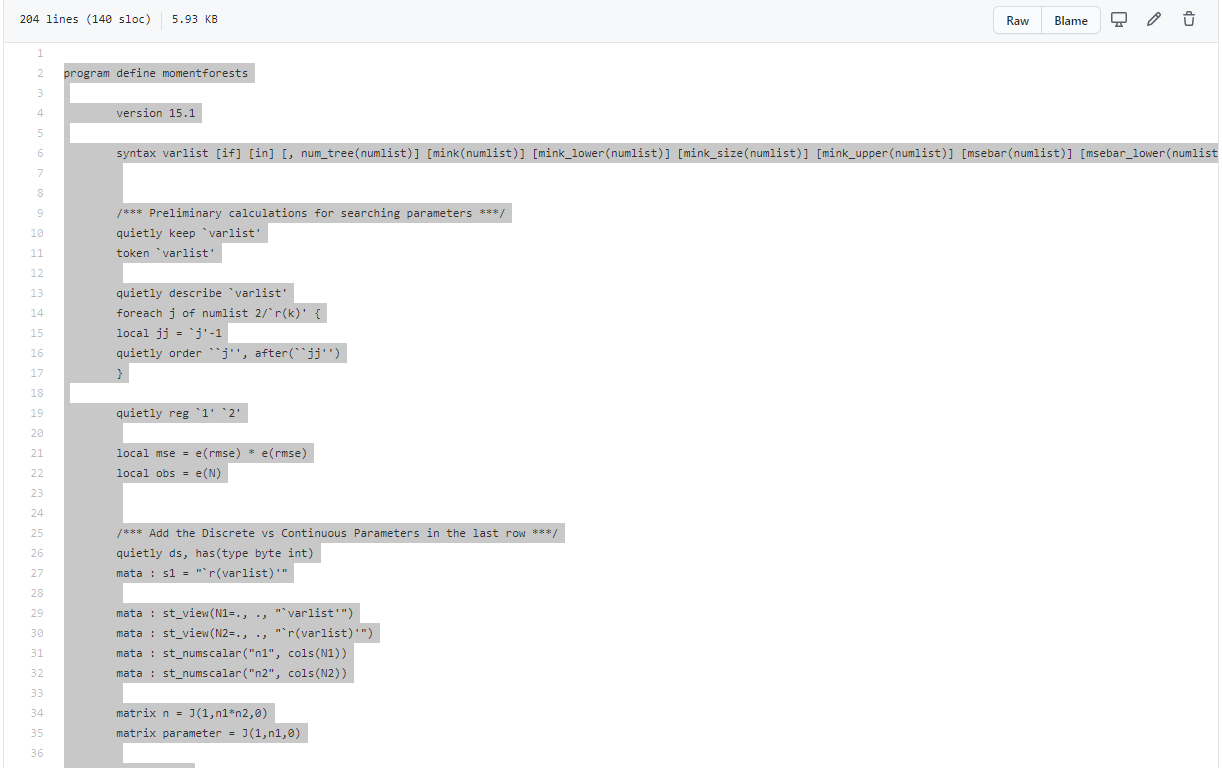 204 lines (140 sloc) 5.93 KB Raw Blame
1
2 program define momentforests
3
4 version 15.1
5
6 syntax varlist [if] [in] [, num_tree(numlist)] [mink(numlist)] [mink_lower(numlist)] [mink_size(numlist)] [mink_upper(numlist)] [msebar(numlist)] [msebar_lower(numlist
7
8
9 /*** Preliminary calculations for searching parameters ***/
10 quietly keep `varlist'
11 token `varlist'
12
13 quietly describe `varlist'
14 foreach j of numlist 2/`r(k)' {
15 local jj = `j'-1
16 quietly order ``j'', after(``jj'')
17 }
18
19 quietly reg `1' `2'
20
21 local mse = e(rmse) * e(rmse)
22 local obs = e(N)
23
24
25 /*** Add the Discrete vs Continuous Parameters in the last row ***/
26 quietly ds, has(type byte int)
27 mata : s1 = "`r(varlist)'"
28
29 mata : st_view(N1=., ., "`varlist'")
30 mata : st_view(N2=., ., "`r(varlist)'")
31 mata : st_numscalar("n1", cols(N1))
32 mata : st_numscalar("n2", cols(N2))
33
34 matrix n = J(1,n1*n2,0)
35 matrix parameter = J(1,n1,0)
36